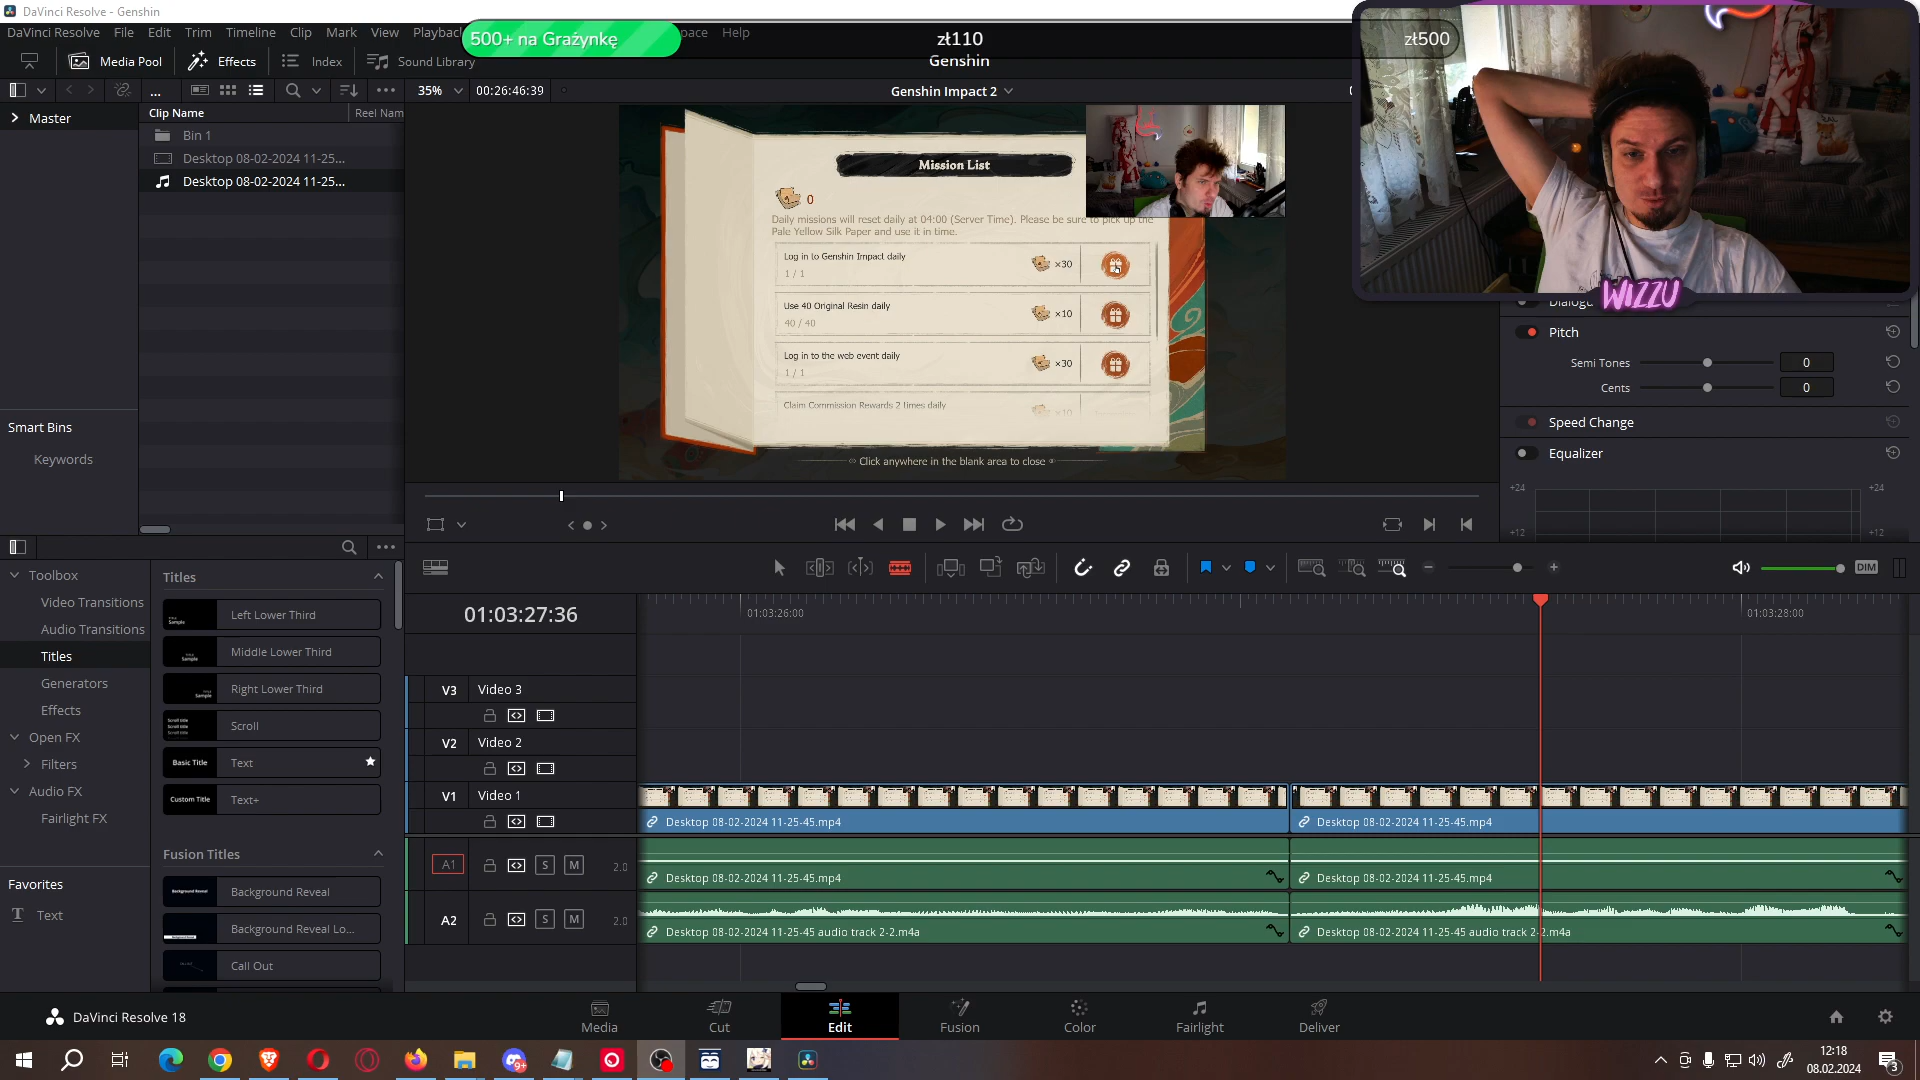 DaVinci Resolve - Genshin
DaVinci Resolve File Edit Trim Timeline Clip Mark View Playback Help
500+ na Grażynkę
zł110
zł500
Genshin
Media Pool Effects Index Sound Library
...
35% 00:26:46:39 Genshin Impact 2
Clip Name Reel Nam
Master
Bin 1
Desktop 08-02-2024 11-25...
Desktop 08-02-2024 11-25...
Smart Bins
Keywords
Mission List
0
Daily missions will reset daily at 04:00 (Server Time). Please be sure to pick up the
Pale Yellow Silk Paper and use it in time.
Log in to Genshin Impact daily
1 / 1
×30
Use 40 Original Resin daily
40 / 40
×10
Log in to the web event daily
1 / 1
×30
Claim Commission Rewards 2 times daily
×10
Click anywhere in the blank area to close
WIZZU
Pitch
Semi Tones 0
Cents 0
Speed Change
Equalizer
+24 +24
+12 +12
Toolbox
Video Transitions
Audio Transitions
Titles
Generators
Effects
Open FX
Filters
Audio FX
Fairlight FX
Favorites
Text
Titles
Sample Left Lower Third
Sample Middle Lower Third
Sample Right Lower Third
Scroll
Basic Title Text
Custom Title Text+
Fusion Titles
Background Reveal Background Reveal
Background Reveal Lo...
Call Out
DIM
01:03:27:36
01:03:26:00
01:03:28:00
V3 Video 3
V2 Video 2
V1 Video 1
Desktop 08-02-2024 11-25-45.mp4
Desktop 08-02-2024 11-25-45.mp4
A1 S M 2.0
Desktop 08-02-2024 11-25-45.mp4
Desktop 08-02-2024 11-25-45.mp4
A2 S M 2.0
Desktop 08-02-2024 11-25-45 audio track 2-2.m4a
Desktop 08-02-2024 11-25-45 audio track 2-2.m4a
DaVinci Resolve 18
Media Cut Edit Fusion Color Fairlight Deliver
9+
12:18
08.02.2024
3